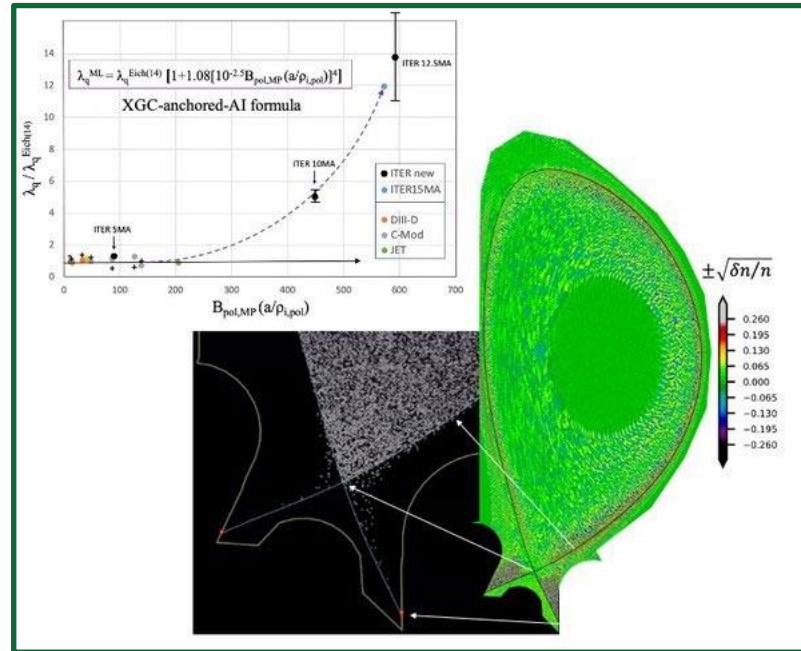 λq^ML = λq^Eich(14) [1+1.08[10^-2.5 Bpol,MP (a/ρi,pol)]^4]
XGC-anchored-AI formula
ITER 12.5MA
ITER 10MA
ITER 5MA
ITER new
ITER15MA
DIII-D
C-Mod
JET
λq / λq^Eich(14)
14
12
10
8
6
4
2
0
0
100
200
300
400
500
600
700
Bpol,MP (a/ρi,pol)
±√δn/n
0.260
0.195
0.130
0.065
0.000
−0.065
−0.130
−0.195
−0.260